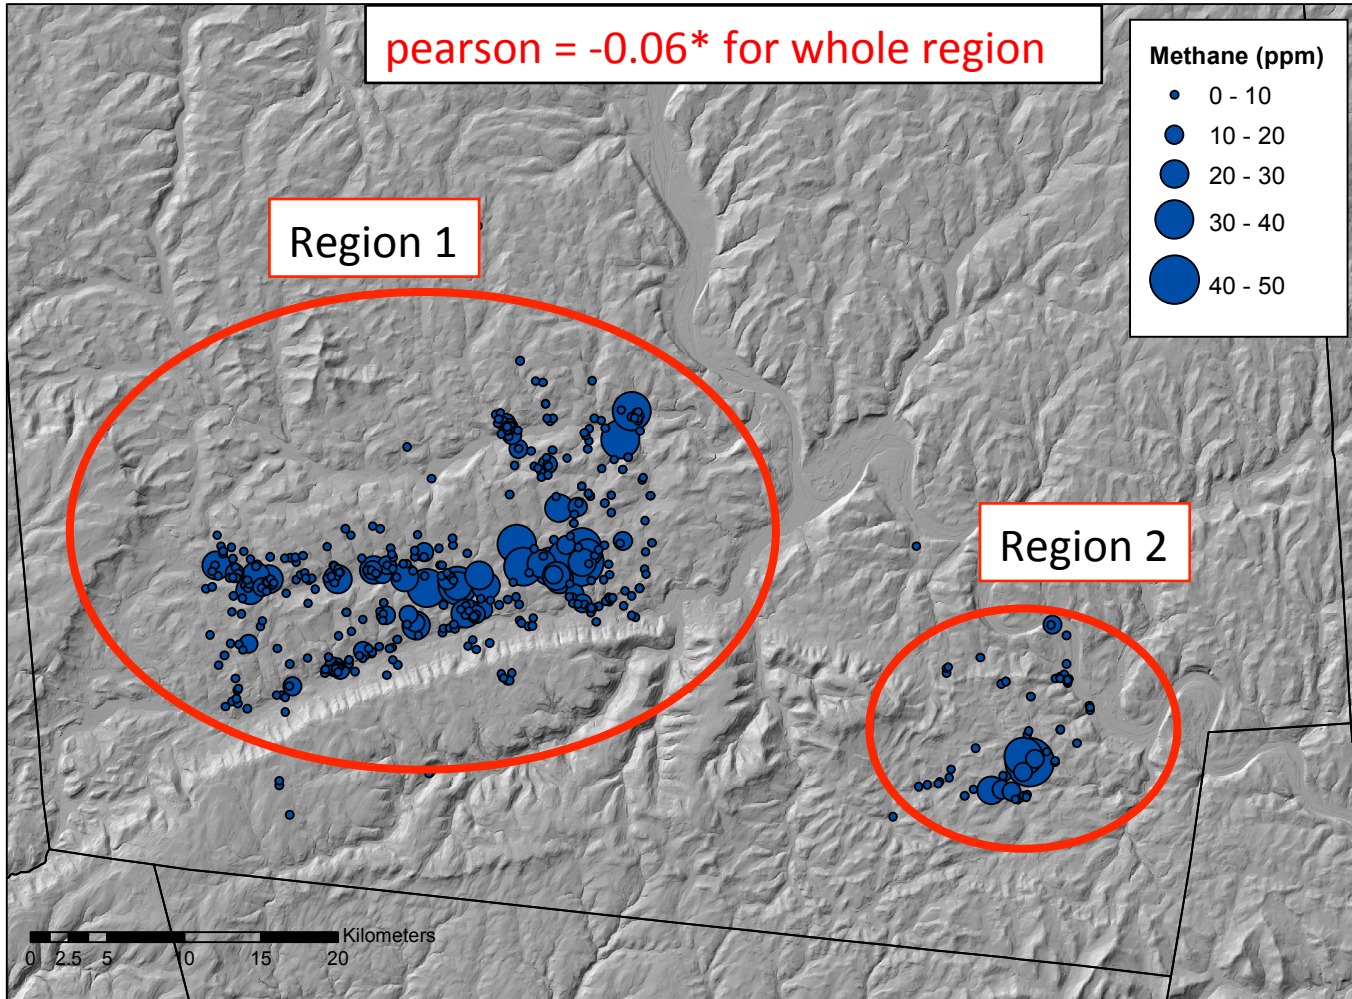 pearson = -0.06* for whole region
Methane (ppm)
0 - 10
10 - 20
20 - 30
30 - 40
40 - 50
Region 1
Region 2
Kilometers
0 2.5 5 10 15 20